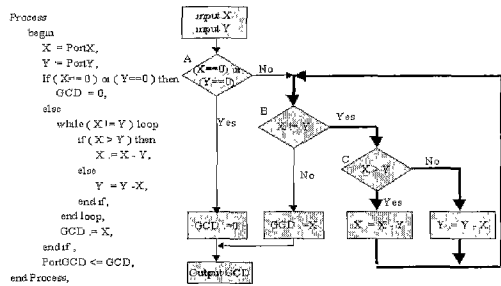 Process
begin
X := PortX,
Y := PortY,
If (X==0) or (Y==0) then
GCD = 0,
else
while (X != Y) loop
if (X > Y) then
X := X - Y,
else
Y := Y - X,
end if,
end loop,
GCD := X,
end if,
PortGCD <= GCD,
end Process,
input X
input Y
A
(X==0) or
(Y==0)
No
Yes
B
X != Y
Yes
No
C
X > Y
No
Yes
GCD :=0
GCD :=X
X := X - Y
Y := Y - X
Output GCD